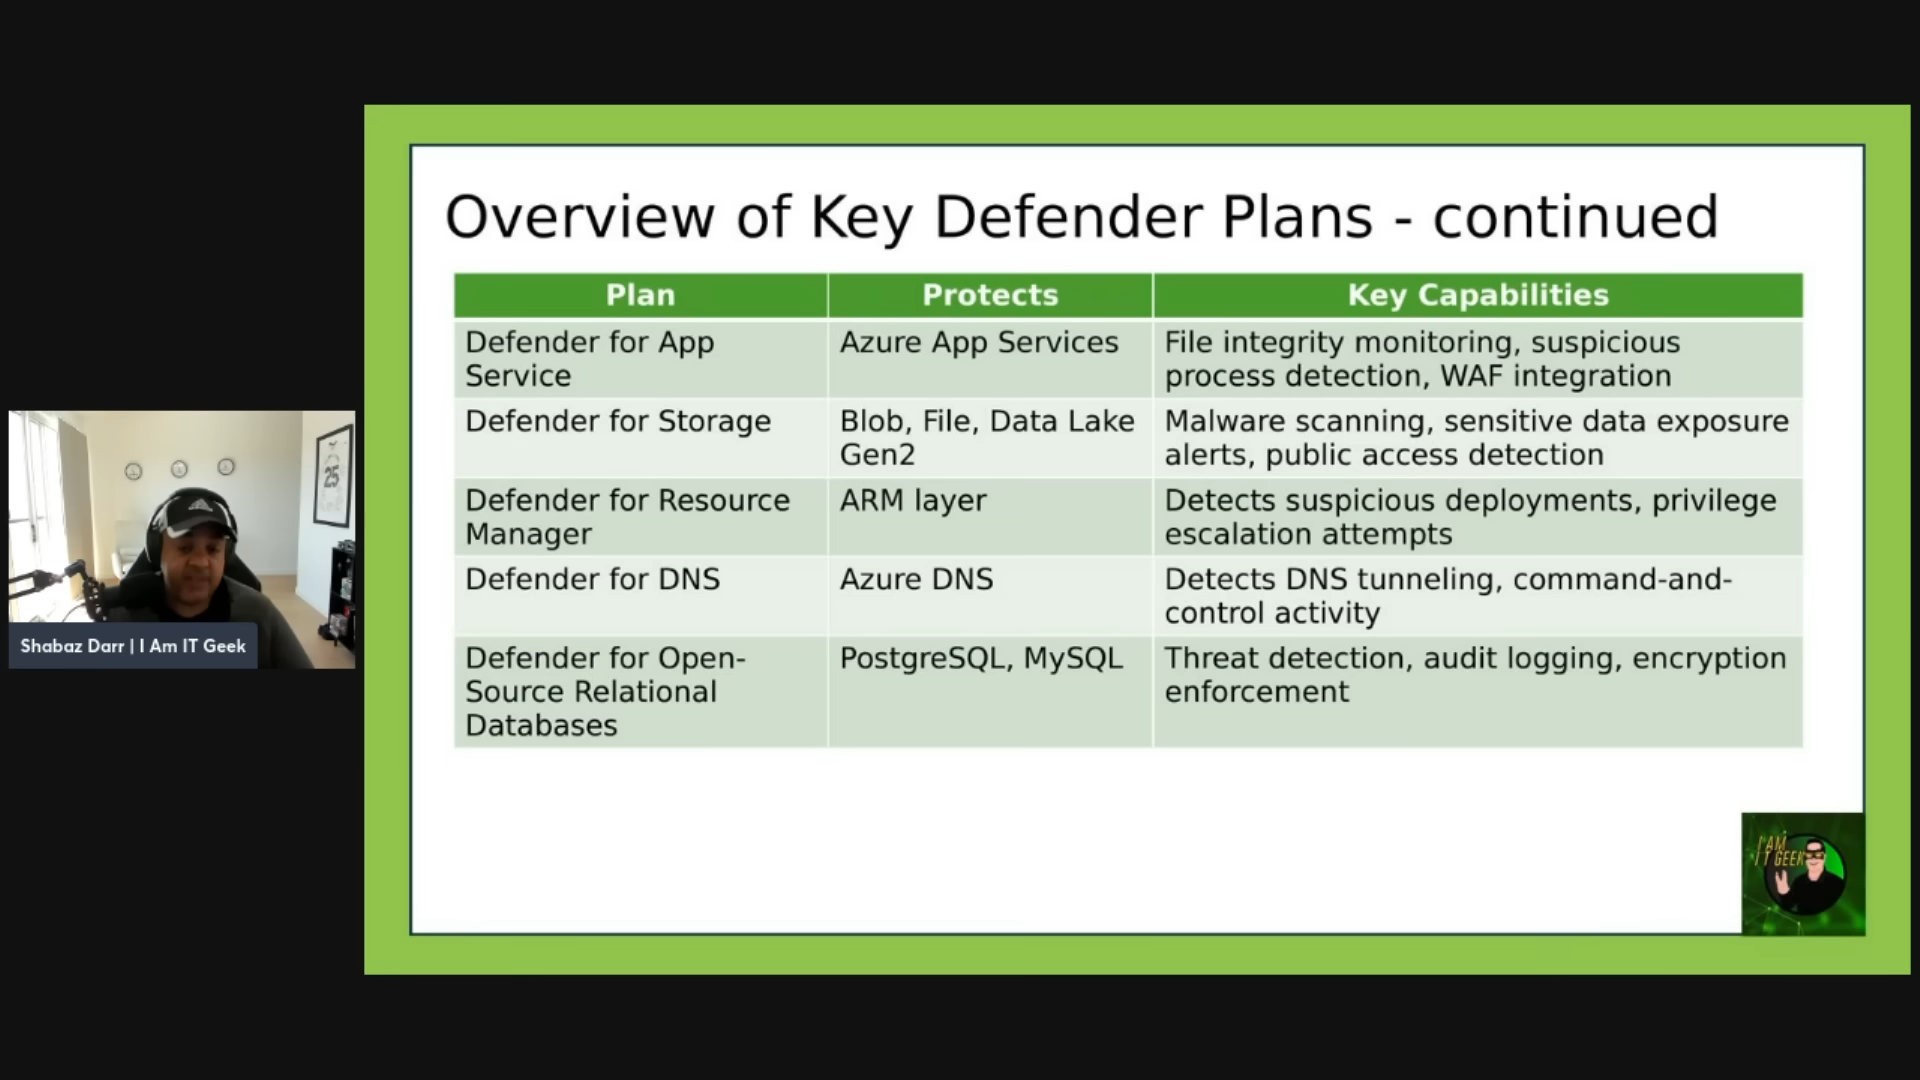 Overview of Key Defender Plans - continued
Plan
Protects
Key Capabilities
Defender for App
Service
Azure App Services
File integrity monitoring, suspicious
process detection, WAF integration
Defender for Storage
Blob, File, Data Lake
Gen2
Malware scanning, sensitive data exposure
alerts, public access detection
Defender for Resource
Manager
ARM layer
Detects suspicious deployments, privilege
escalation attempts
Defender for DNS
Azure DNS
Detects DNS tunneling, command-and-
control activity
Defender for Open-
Source Relational
Databases
PostgreSQL, MySQL
Threat detection, audit logging, encryption
enforcement
25
Shabaz Darr | I Am IT Geek
I AM
IT GEEK